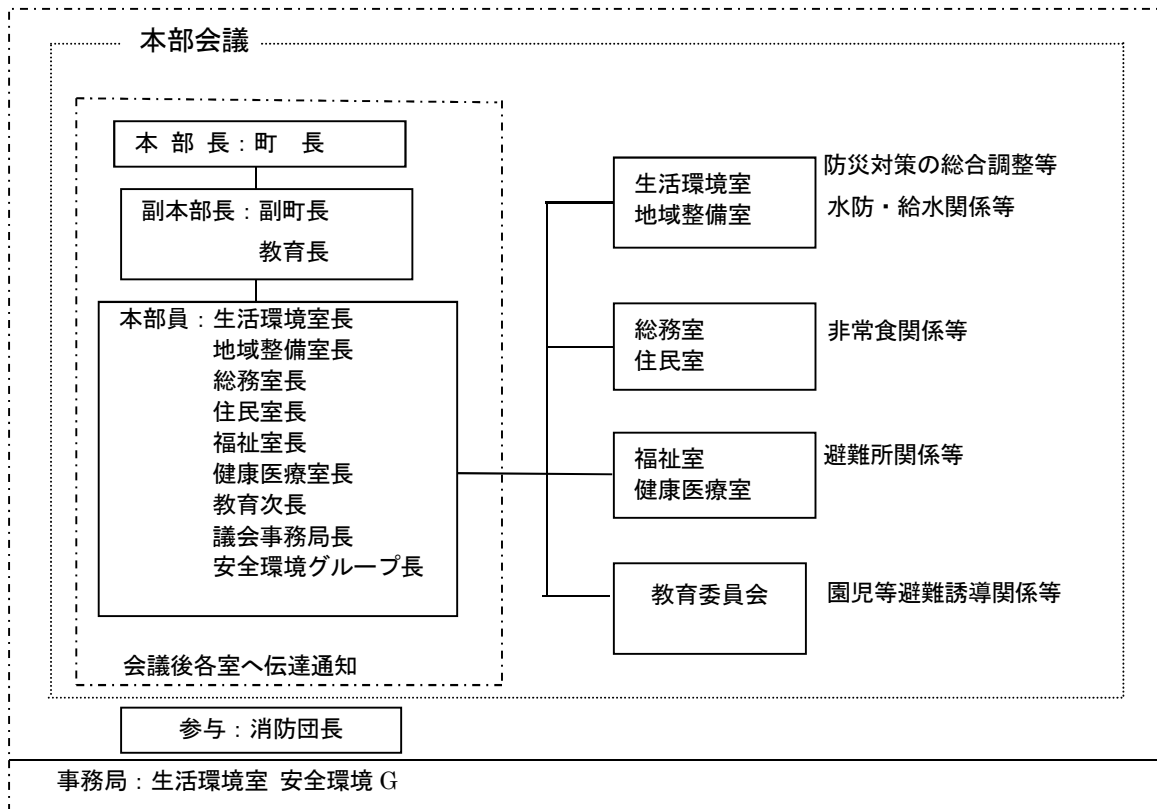 本部会議
本 部 長：町　長
副本部長：副町長
教育長
本部員：生活環境室長
地域整備室長
総務室長
住民室長
福祉室長
健康医療室長
教育次長
議会事務局長
安全環境グループ長
会議後各室へ伝達通知
生活環境室
地域整備室
防災対策の総合調整等
水防・給水関係等
総務室
住民室
非常食関係等
福祉室
健康医療室
避難所関係等
教育委員会
園児等避難誘導関係等
参与：消防団長
事務局：生活環境室 安全環境 G